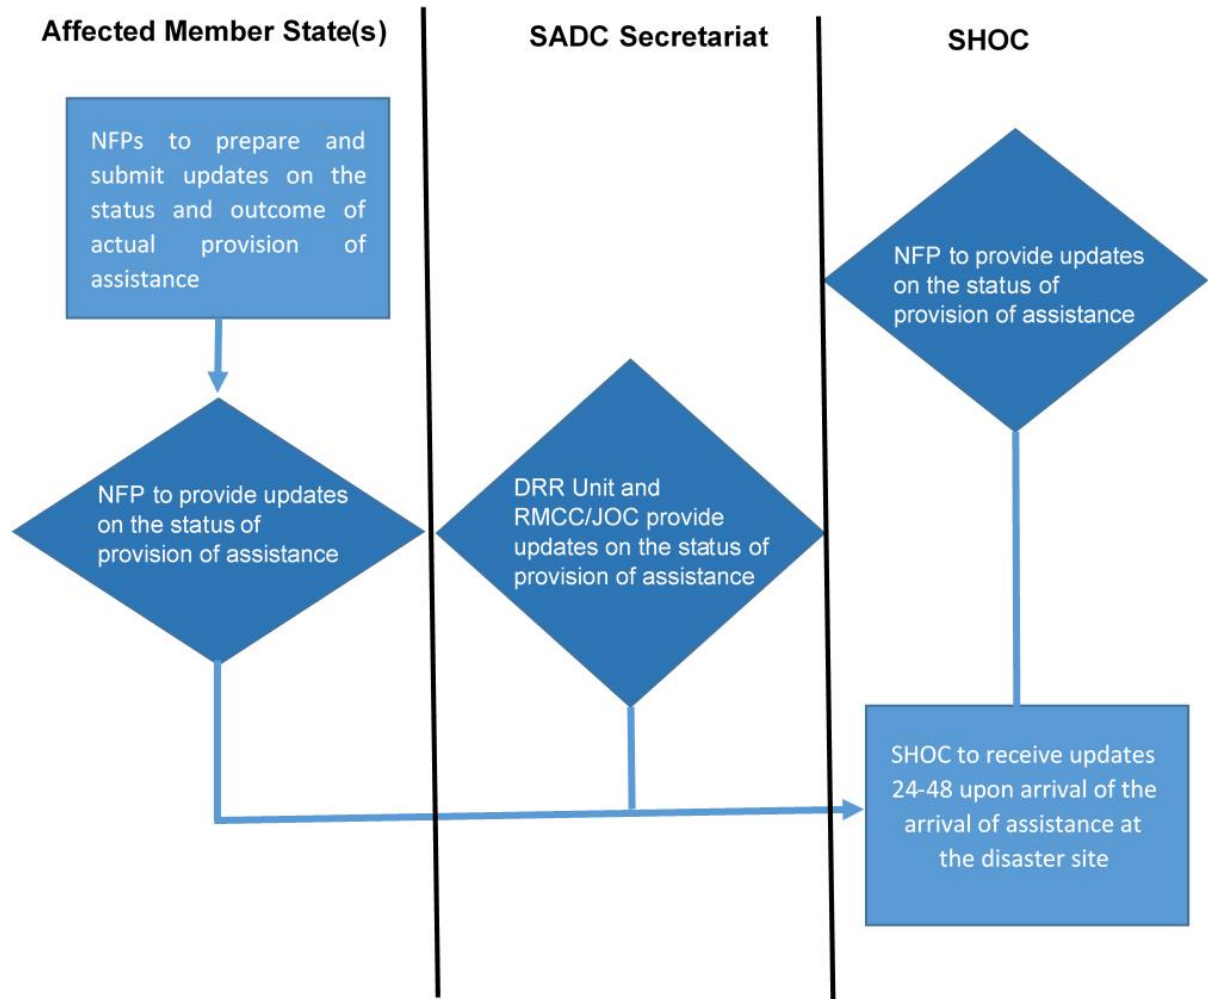 Affected Member State(s)
SADC Secretariat
SHOC
NFPs to prepare and
submit updates on the
status and outcome of
actual provision of
assistance
NFP to provide updates
on the status of
provision of assistance
DRR Unit and
RMCC/JOC provide
updates on the status of
provision of assistance
NFP to provide updates
on the status of
provision of assistance
SHOC to receive updates
24-48 upon arrival of the
arrival of assistance at
the disaster site